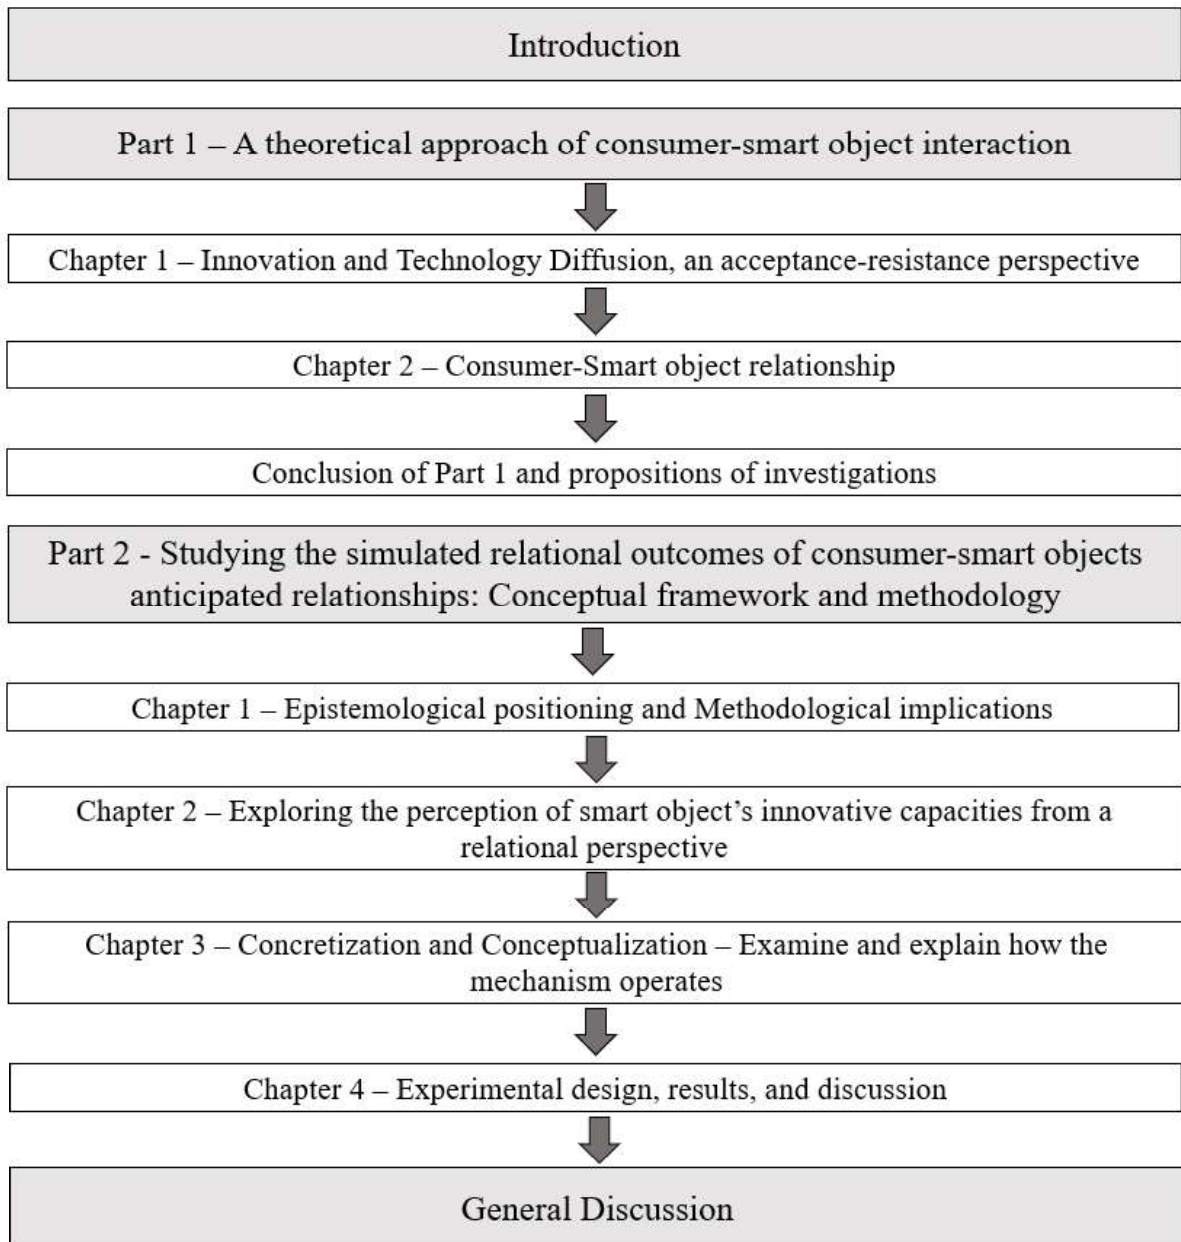 Introduction
Part 1 – A theoretical approach of consumer-smart object interaction
Chapter 1 – Innovation and Technology Diffusion, an acceptance-resistance perspective
Chapter 2 – Consumer-Smart object relationship
Conclusion of Part 1 and propositions of investigations
Part 2 - Studying the simulated relational outcomes of consumer-smart objects
anticipated relationships: Conceptual framework and methodology
Chapter 1 – Epistemological positioning and Methodological implications
Chapter 2 – Exploring the perception of smart object’s innovative capacities from a
relational perspective
Chapter 3 – Concretization and Conceptualization – Examine and explain how the
mechanism operates
Chapter 4 – Experimental design, results, and discussion
General Discussion